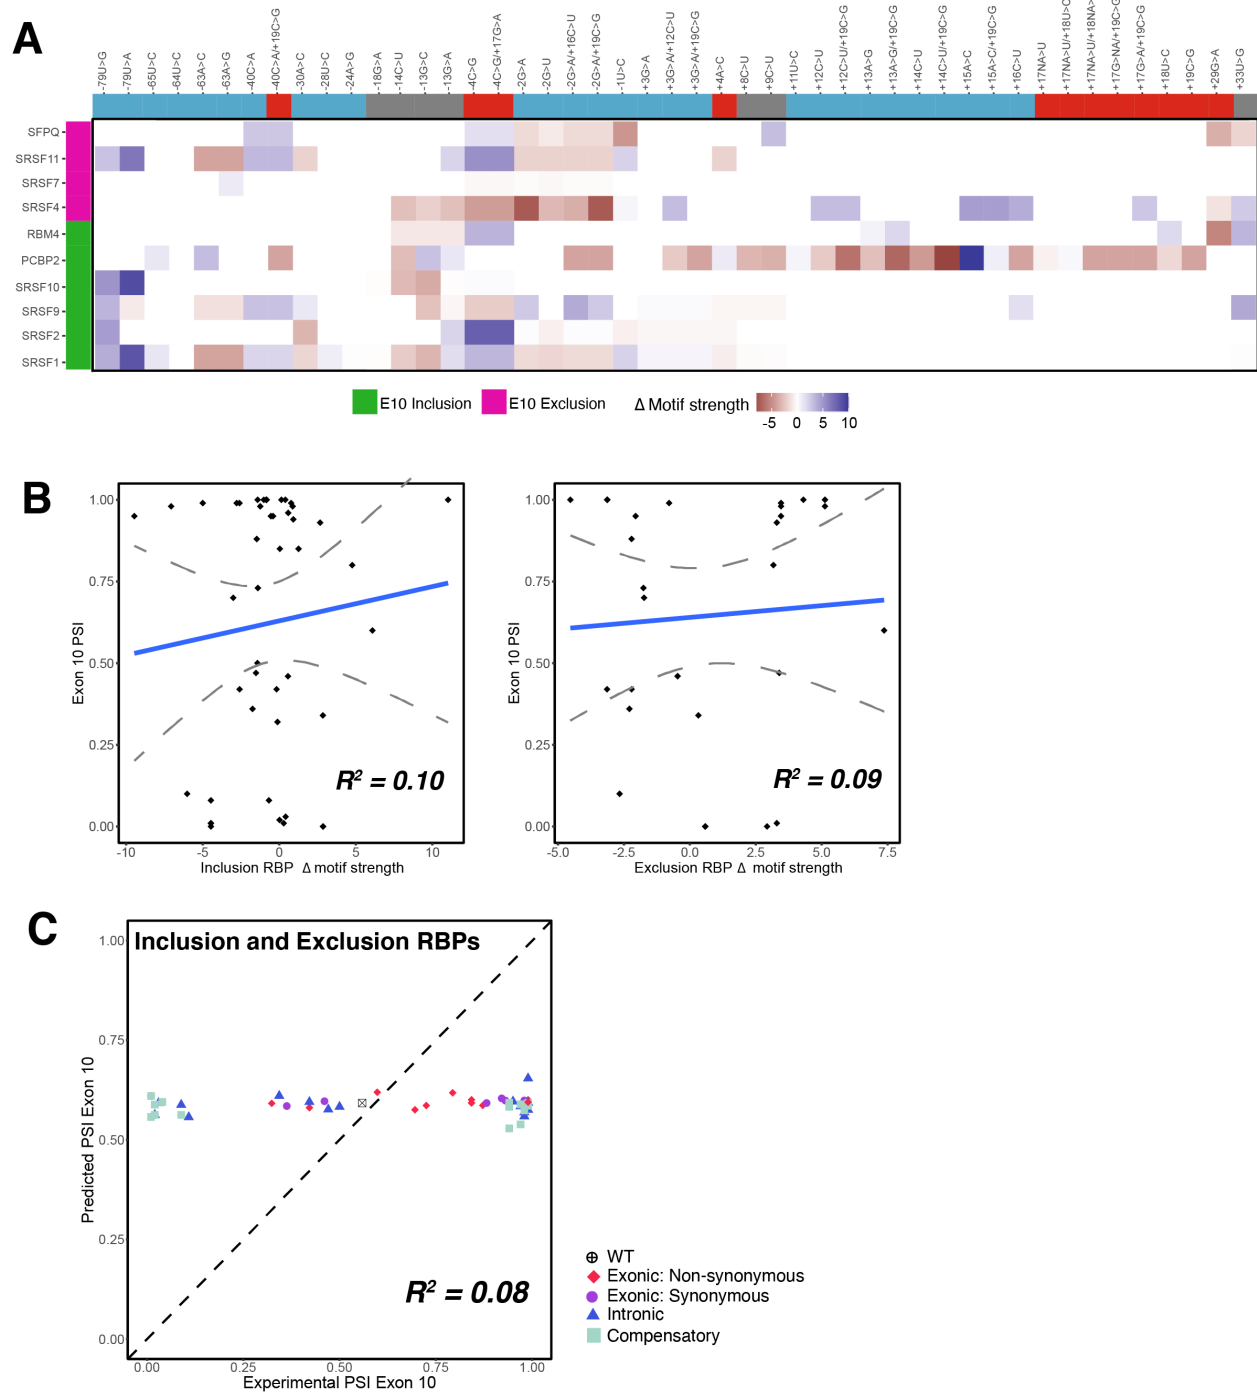 A
-79U>G
-79U>A
-65U>C
-64U>C
-63A>C
-63A>G
-40C>A
-40C>A/+19C>G
-30A>C
-28U>C
-24A>G
-18G>A
-14C>U
-13G>C
-13G>A
-4C>G
-4C>G/+17G>A
-2G>A
-2G>U
-2G>A/+16C>U
-2G>A/+19C>G
-1U>C
+3G>A
+3G>A/+12C>U
+3G>A/+19C>G
+4A>C
+8C>U
+9C>U
+11U>C
+12C>U
+12C>U/+19C>G
+13A>G
+13A>G/+19C>G
+14C>U
+14C>U/+19C>G
+15A>C
+15A>C/+19C>G
+16C>U
+17NA>U
+17NA>U/+18U>C
+17NA>U/+18NA>
+17G>NA/+19C>G
+17G>A/+19C>G
+18U>C
+19C>G
+29G>A
+33U>G
SFPQ
SRSF11
SRSF7
SRSF4
RBM4
PCBP2
SRSF10
SRSF9
SRSF2
SRSF1
E10 Inclusion
E10 Exclusion
Δ Motif strength
-5 0 5 10
B
Exon 10 PSI
1.00
0.75
0.50
0.25
0.00
R² = 0.10
-10 -5 0 5 10
Inclusion RBP Δ motif strength
Exon 10 PSI
1.00
0.75
0.50
0.25
0.00
R² = 0.09
-5.0 -2.5 0.0 2.5 5.0 7.5
Exclusion RBP Δ motif strength
C
Inclusion and Exclusion RBPs
Predicted PSI Exon 10
1.00
0.75
0.50
0.25
0.00
R² = 0.08
0.00 0.25 0.50 0.75 1.00
Experimental PSI Exon 10
WT
Exonic: Non-synonymous
Exonic: Synonymous
Intronic
Compensatory